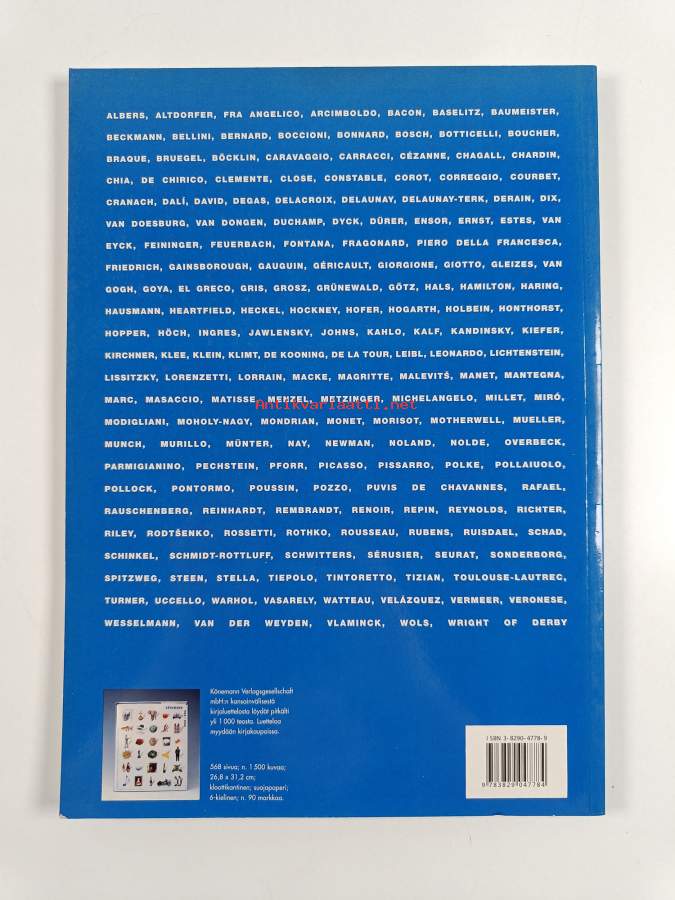 ALBERS, ALTDORFER, FRA ANGELICO, ARCIMBOLDO, BACON, BASELITZ, BAUMEISTER,
BECKMANN, BELLINI, BERNARD, BOCCIONI, BONNARD, BOSCH, BOTTICELLI, BOUCHER,
BRAQUE, BRUEGEL, BÖCKLIN, CARAVAGGIO, CARRACCI, CÉZANNE, CHAGALL, CHARDIN,
CHIA, DE CHIRICO, CLEMENTE, CLOSE, CONSTABLE, COROT, CORREGGIO, COURBET,
CRANACH, DALÍ, DAVID, DEGAS, DELACROIX, DELAUNAY, DELAUNAY-TERK, DERAIN, DIX,
VAN DOESBURG, VAN DONGEN, DUCHAMP, DYCK, DÜRER, ENSOR, ERNST, ESTES, VAN
EYCK, FEININGER, FEUERBACH, FONTANA, FRAGONARD, PIERO DELLA FRANCESCA,
FRIEDRICH, GAINSBOROUGH, GAUGUIN, GÉRICAULT, GIORGIONE, GIOTTO, GLEIZES, VAN
GOGH, GOYA, EL GRECO, GRIS, GROSZ, GRÜNEWALD, GÖTZ, HALS, HAMILTON, HARING,
HAUSMANN, HEARTFIELD, HECKEL, HOCKNEY, HOFER, HOGARTH, HOLBEIN, HONTHORST,
HOPPER, HÖCH, INGRES, JAWLENSKY, JOHNS, KAHLO, KALF, KANDINSKY, KIEFER,
KIRCHNER, KLEE, KLEIN, KLIMT, DE KOONING, DE LA TOUR, LEIBL, LEONARDO, LICHTENSTEIN,
LISSITZKY, LORENZETTI, LORRAIN, MACKE, MAGRITTE, MALEVITŠ, MANET, MANTEGNA,
MARC, MASACCIO, MATISSE, MENZEL, METZINGER, MICHELANGELO, MILLET, MIRÓ,
Antikvariaatti.net
MODIGLIANI, MOHOLY-NAGY, MONDRIAN, MONET, MORISOT, MOTHERWELL, MUELLER,
MUNCH, MURILLO, MÜNTER, NAY, NEWMAN, NOLAND, NOLDE, OVERBECK,
PARMIGIANINO, PECHSTEIN, PFORR, PICASSO, PISSARRO, POLKE, POLLAIUOLO,
POLLOCK, PONTORMO, POUSSIN, POZZO, PUVIS DE CHAVANNES, RAFAEL,
RAUSCHENBERG, REINHARDT, REMBRANDT, RENOIR, REPIN, REYNOLDS, RICHTER,
RILEY, RODTŠENKO, ROSSETTI, ROTHKO, ROUSSEAU, RUBENS, RUISDAEL, SCHAD,
SCHINKEL, SCHMIDT-ROTTLUFF, SCHWITTERS, SÉRUSIER, SEURAT, SONDERBORG,
SPITZWEG, STEEN, STELLA, TIEPOLO, TINTORETTO, TIZIAN, TOULOUSE-LAUTREC,
TURNER, UCCELLO, WARHOL, VASARELY, WATTEAU, VELÁZQUEZ, VERMEER, VERONESE,
WESSELMANN, VAN DER WEYDEN, VLAMINCK, WOLS, WRIGHT OF DERBY
Könemann Verlagsgesellschaft
mbH:n kansainvälisestä
kirjaluettelosta löydät pitkälti
yli 1 000 teosta. Luetteloa
myydään kirjakaupoissa.
568 sivua; n. 1 500 kuvaa;
26,8 x 31,2 cm;
kloottikantinen; suojapaperi;
6-kielinen; n. 90 markkaa.
ISBN 3-8290-4778-9
9 783829 047784